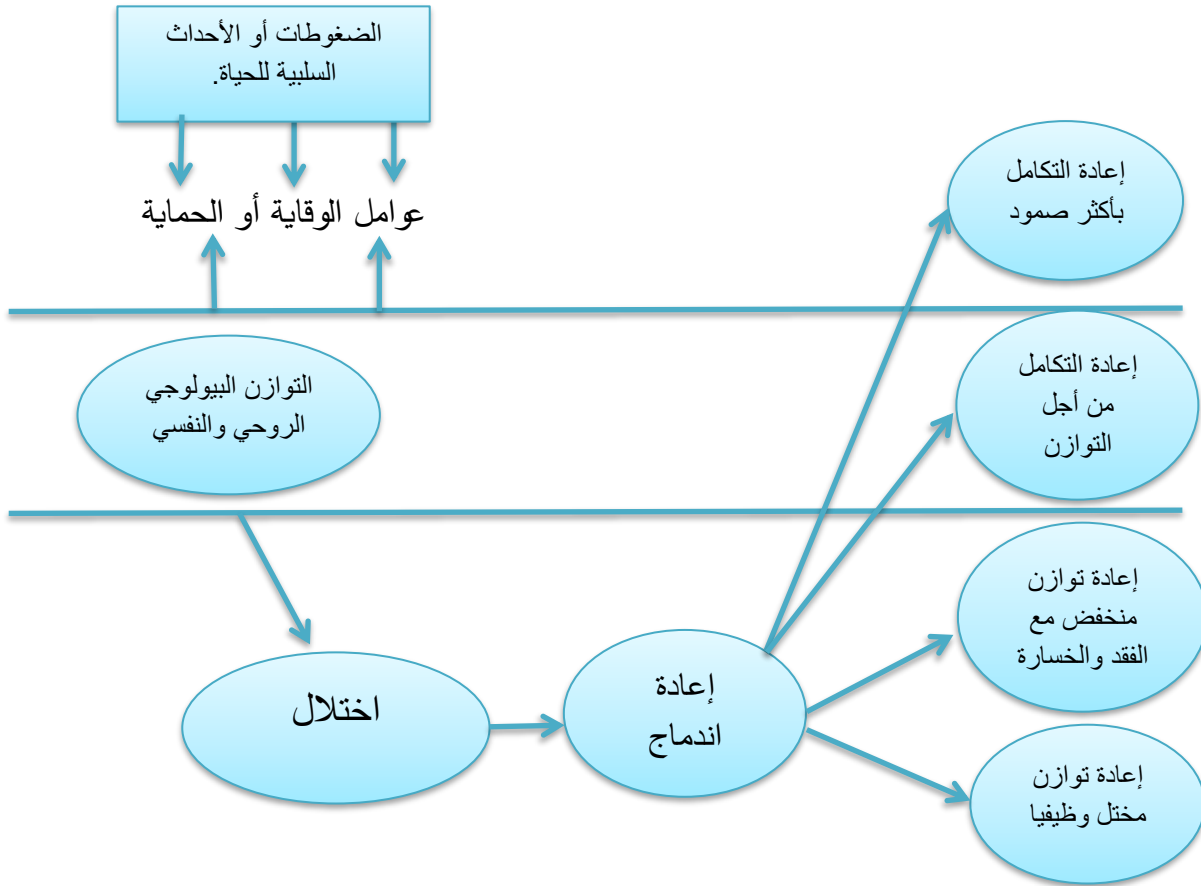 الضغوطات أو الأحداث
السلبية للحياة.
عوامل الوقاية أو الحماية
إعادة التكامل
بأكثر صمود
التوازن البيولوجي
الروحي والنفسي
إعادة التكامل
من أجل
التوازن
اختلال
إعادة
اندماج
إعادة توازن
منخفض مع
الفقد والخسارة
إعادة توازن
مختل وظيفيا